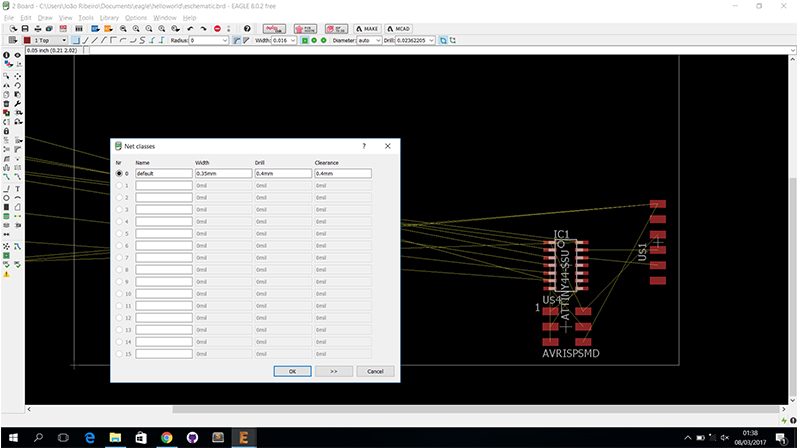 2 Board - C:\Users\João Ribeiro\Documents\eagle\helloworld\schematic.brd - EAGLE 8.0.2 free
File Edit Draw View Tools Library Options Window Help
MAKE MCAD
1 Top Radius: 0 Width: 0.016 Diameter: auto Drill: 0.02362205
0.05 inch (0.21 2.02)
Net classes
Nr Name Width Drill Clearance
0 default 0.35mm 0.4mm 0.4mm
1 0mil 0mil 0mil
2 0mil 0mil 0mil
3 0mil 0mil 0mil
4 0mil 0mil 0mil
5 0mil 0mil 0mil
6 0mil 0mil 0mil
7 0mil 0mil 0mil
8 0mil 0mil 0mil
9 0mil 0mil 0mil
10 0mil 0mil 0mil
11 0mil 0mil 0mil
12 0mil 0mil 0mil
13 0mil 0mil 0mil
14 0mil 0mil 0mil
15 0mil 0mil 0mil
OK >> Cancel
IC1
ATTINY44-SSU
US1
US4
1
AVRISPSMD
01:38
08/03/2017